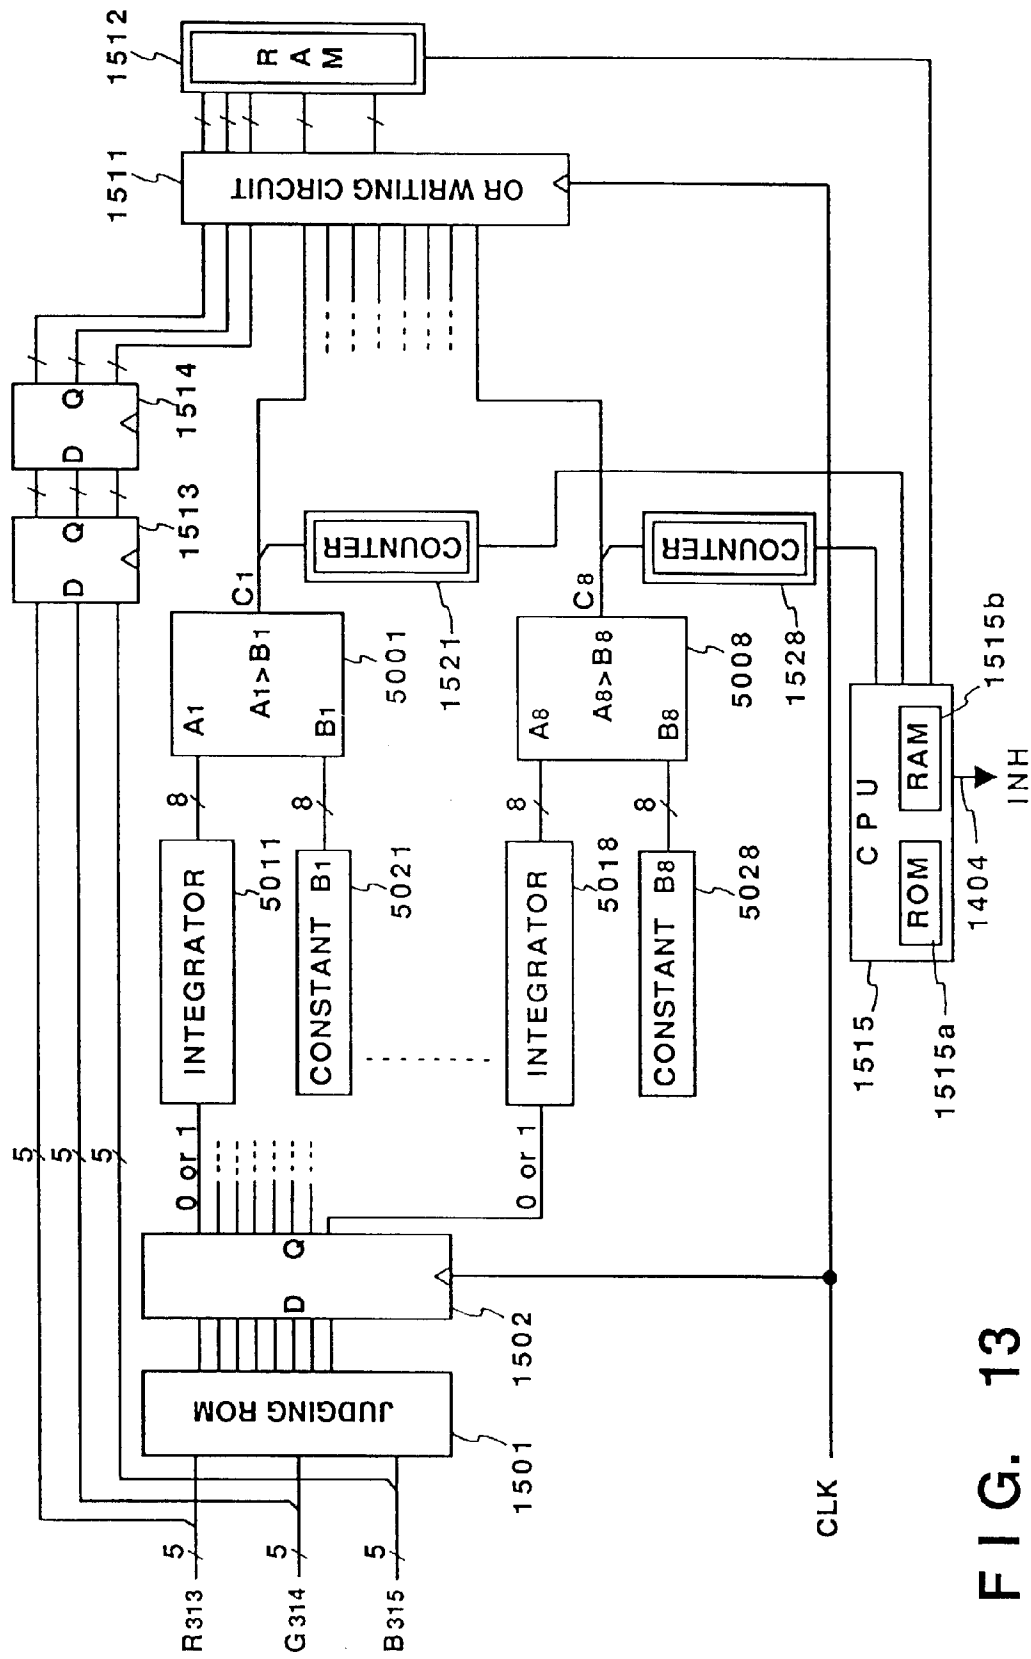 R313
G314
B315
5
5
5
5
5
5
JUDGING ROM
1501
D Q
1502
CLK
0 or 1
0 or 1
INTEGRATOR
5011
CONSTANT B1
5021
INTEGRATOR
5018
CONSTANT B8
5028
8
8
8
8
A1
A1>B1
B1
5001
C1
A8
A8>B8
B8
5008
C8
COUNTER
1521
COUNTER
1528
D Q
1513
D Q
1514
OR WRITING CIRCUIT
1511
RAM
1512
CPU
ROM
RAM
1515
1515a
1515b
1404
INH
FIG. 13